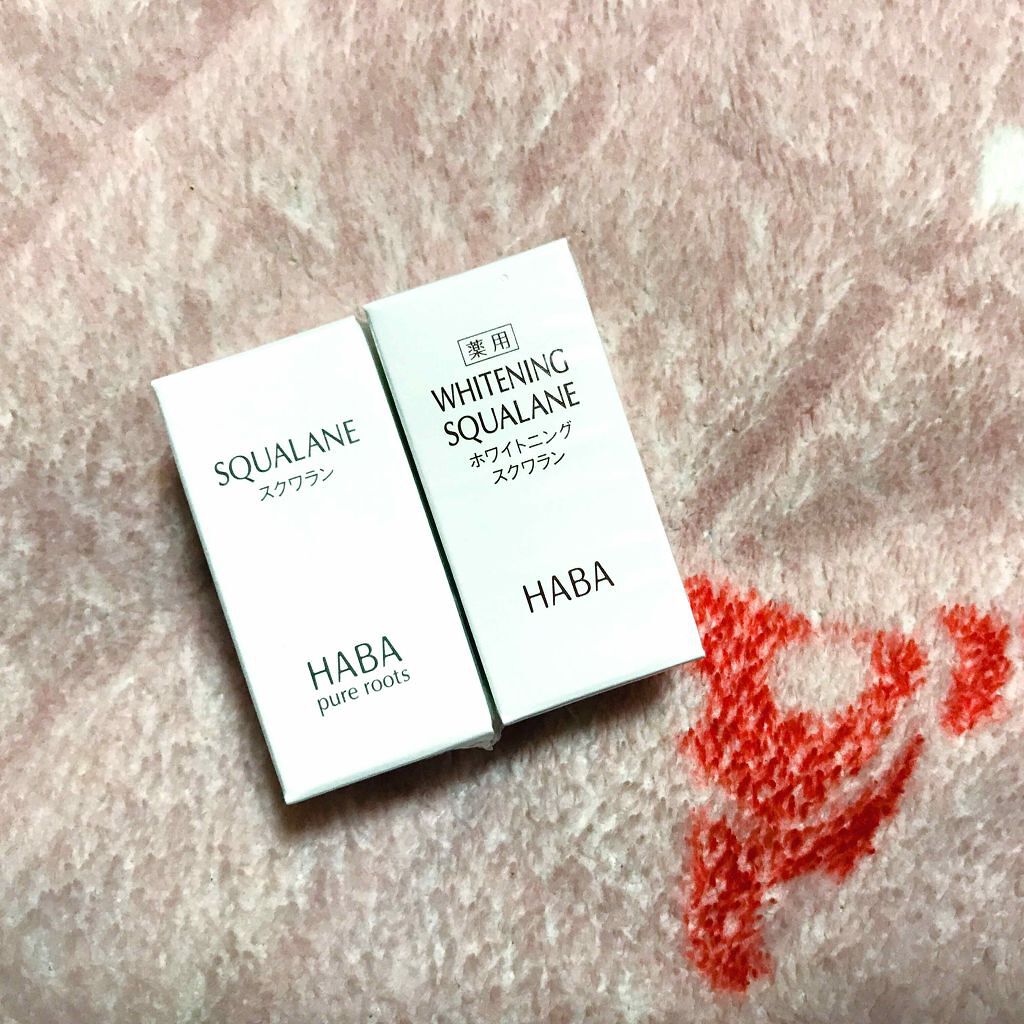 SQUALANE
スクワラン
HABA
pure roots
薬用
WHITENING
SQUALANE
ホワイトニング
スクワラン
HABA